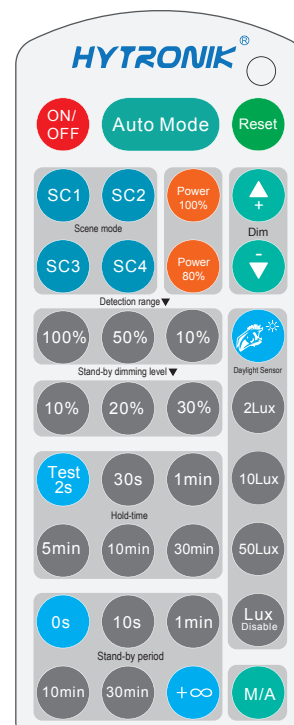 HYTRONIK®
ON/
OFF
Auto Mode
Reset
SC1
SC2
Power
100%
+
Scene mode
Dim
SC3
SC4
Power
80%
-
Detection range▼
100%
50%
10%
Daylight Sensor
Stand-by dimming level▼
10%
20%
30%
2Lux
Test
2s
30s
1min
10Lux
Hold-time
5min
10min
30min
50Lux
0s
10s
1min
Lux
Disable
Stand-by period
10min
30min
+∞
M/A